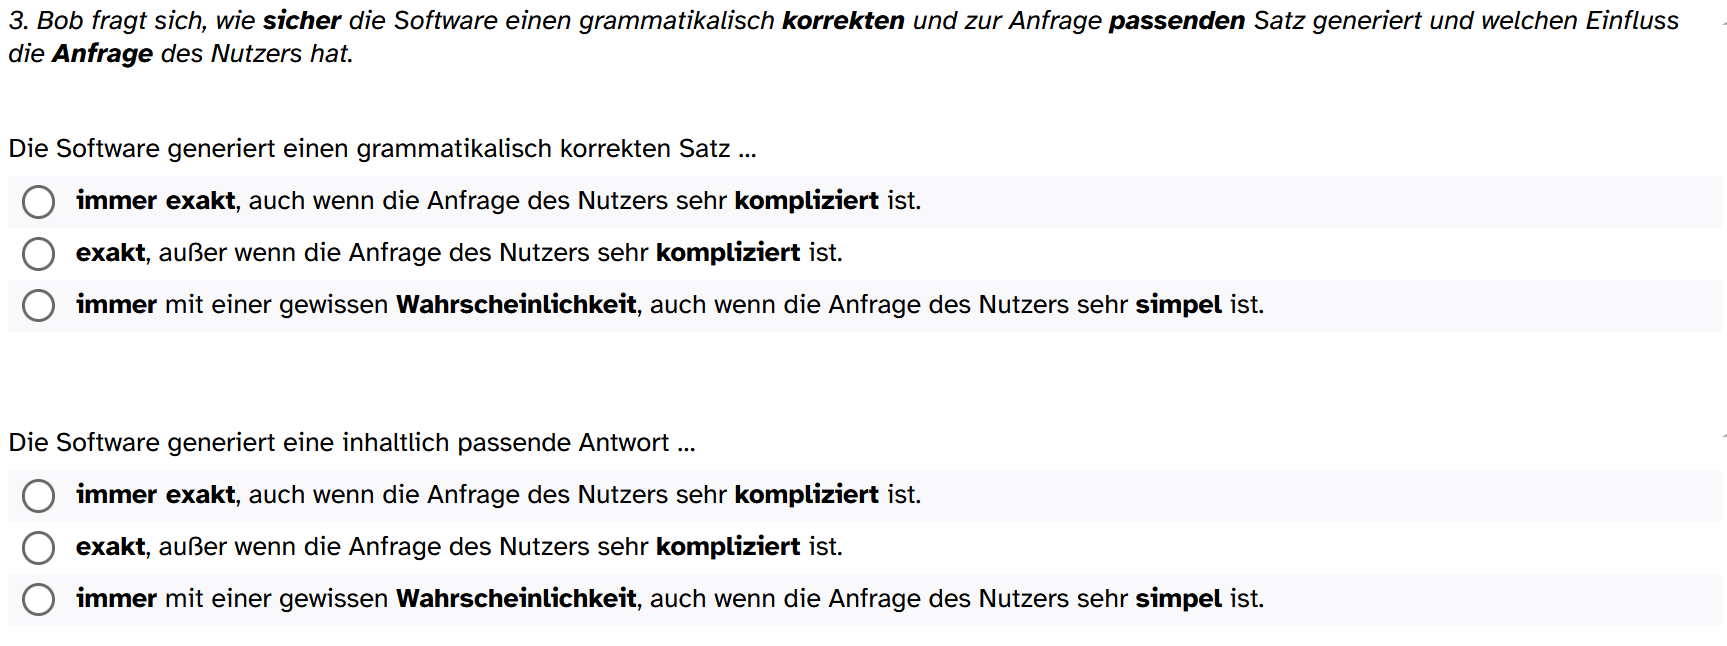 3. Bob fragt sich, wie sicher die Software einen grammatikalisch korrekten und zur Anfrage passenden Satz generiert und welchen Einfluss
die Anfrage des Nutzers hat.
Die Software generiert einen grammatikalisch korrekten Satz ...
immer exakt, auch wenn die Anfrage des Nutzers sehr kompliziert ist.
exakt, außer wenn die Anfrage des Nutzers sehr kompliziert ist.
immer mit einer gewissen Wahrscheinlichkeit, auch wenn die Anfrage des Nutzers sehr simpel ist.
Die Software generiert eine inhaltlich passende Antwort ...
immer exakt, auch wenn die Anfrage des Nutzers sehr kompliziert ist.
exakt, außer wenn die Anfrage des Nutzers sehr kompliziert ist.
immer mit einer gewissen Wahrscheinlichkeit, auch wenn die Anfrage des Nutzers sehr simpel ist.